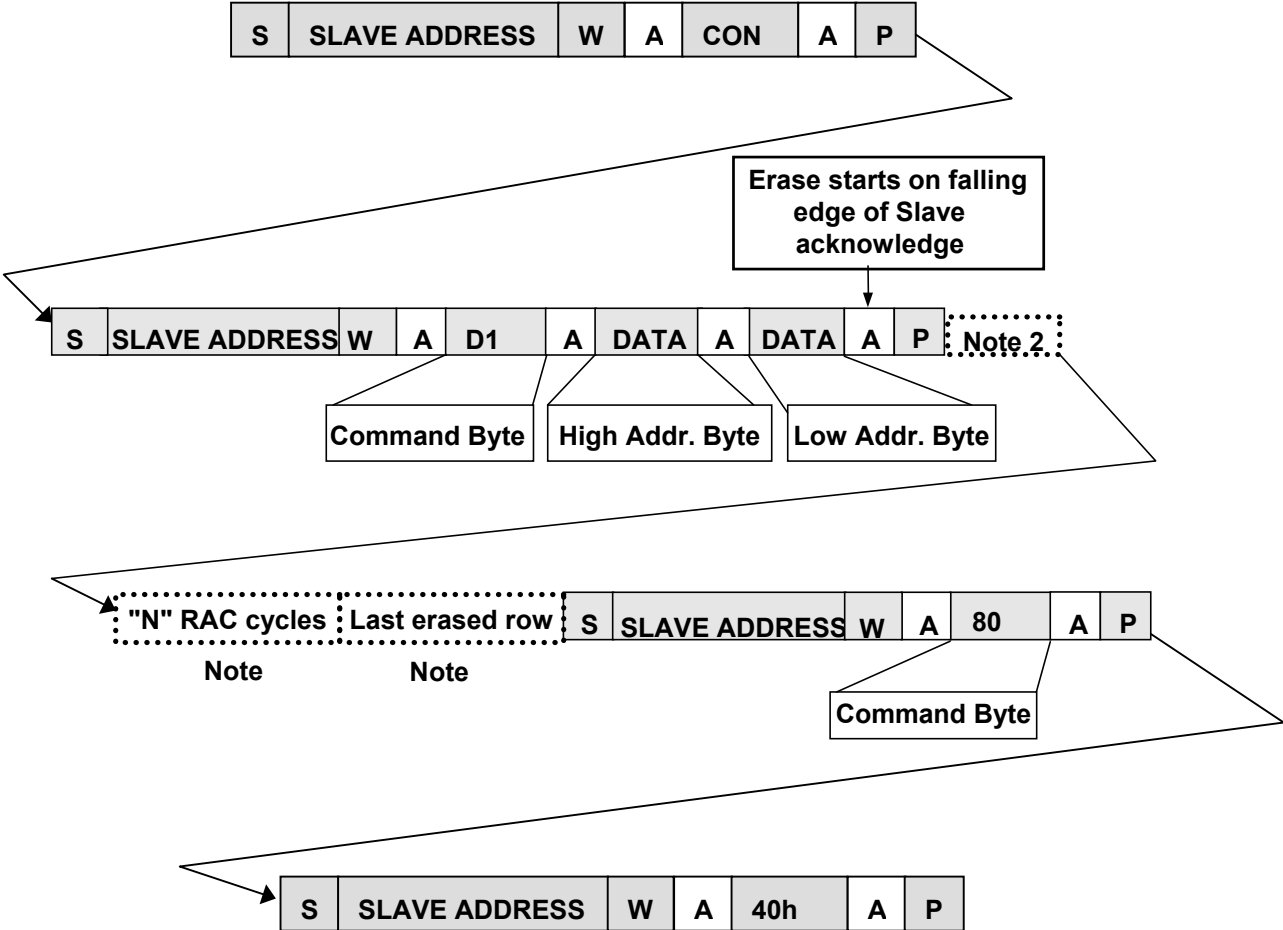 S SLAVE ADDRESS W A CON A P
Erase starts on falling
edge of Slave
acknowledge
S SLAVE ADDRESS W A D1 A DATA A DATA A P Note 2
Command Byte High Addr. Byte Low Addr. Byte
"N" RAC cycles Last erased row S SLAVE ADDRESS W A 80 A P
Note Note
Command Byte
S SLAVE ADDRESS W A 40h A P